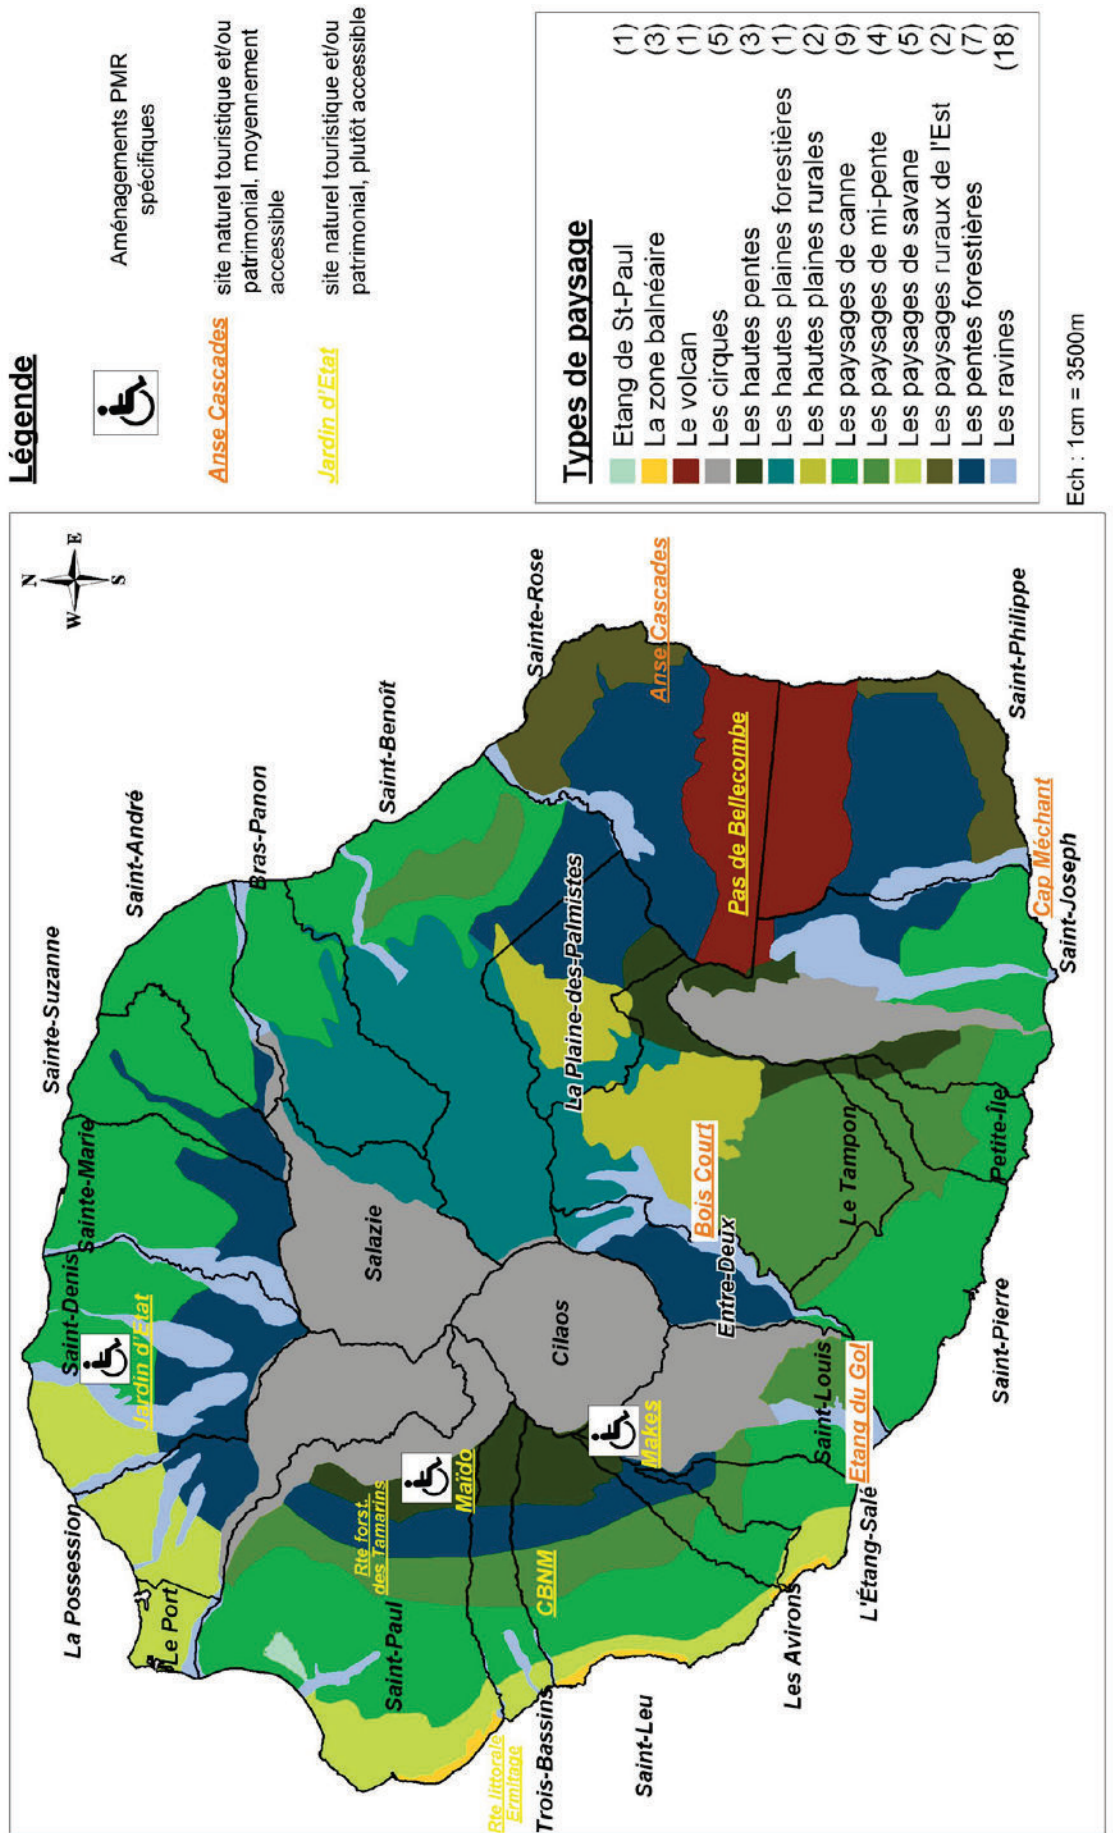 Légende
Aménagements PMR
spécifiques
Anse Cascades
site naturel touristique et/ou
patrimonial, moyennement
accessible
Jardin d'Etat
site naturel touristique et/ou
patrimonial, plutôt accessible
Types de paysage
Etang de St-Paul (1)
La zone balnéaire (3)
Le volcan (1)
Les cirques (5)
Les hautes pentes (3)
Les hautes plaines forestières (1)
Les hautes plaines rurales (2)
Les paysages de canne (9)
Les paysages de mi-pente (4)
Les paysages de savane (5)
Les paysages ruraux de l'Est (2)
Les pentes forestières (7)
Les ravines (18)
Ech : 1cm = 3500m
N
W
E
S
Saint-Denis
Sainte-Marie
Sainte-Suzanne
Jardin d'Etat
La Possession
Saint-André
Le Port
Bras-Panon
Salazie
Saint-Benoît
Rte forst.
des Tamarins
Saint-Paul
Maïdo
Rte littorale
Ermitage
Trois-Bassins
CBNM
Cilaos
La Plaine-des-Palmistes
Sainte-Rose
Makes
Saint-Leu
Anse Cascades
Bois Court
Entre-Deux
Pas de Bellecombe
Les Avirons
Saint-Louis
Le Tampon
L'Étang-Salé
Etang du Gol
Saint-Pierre
Petite-Île
Saint-Philippe
Cap Méchant
Saint-Joseph